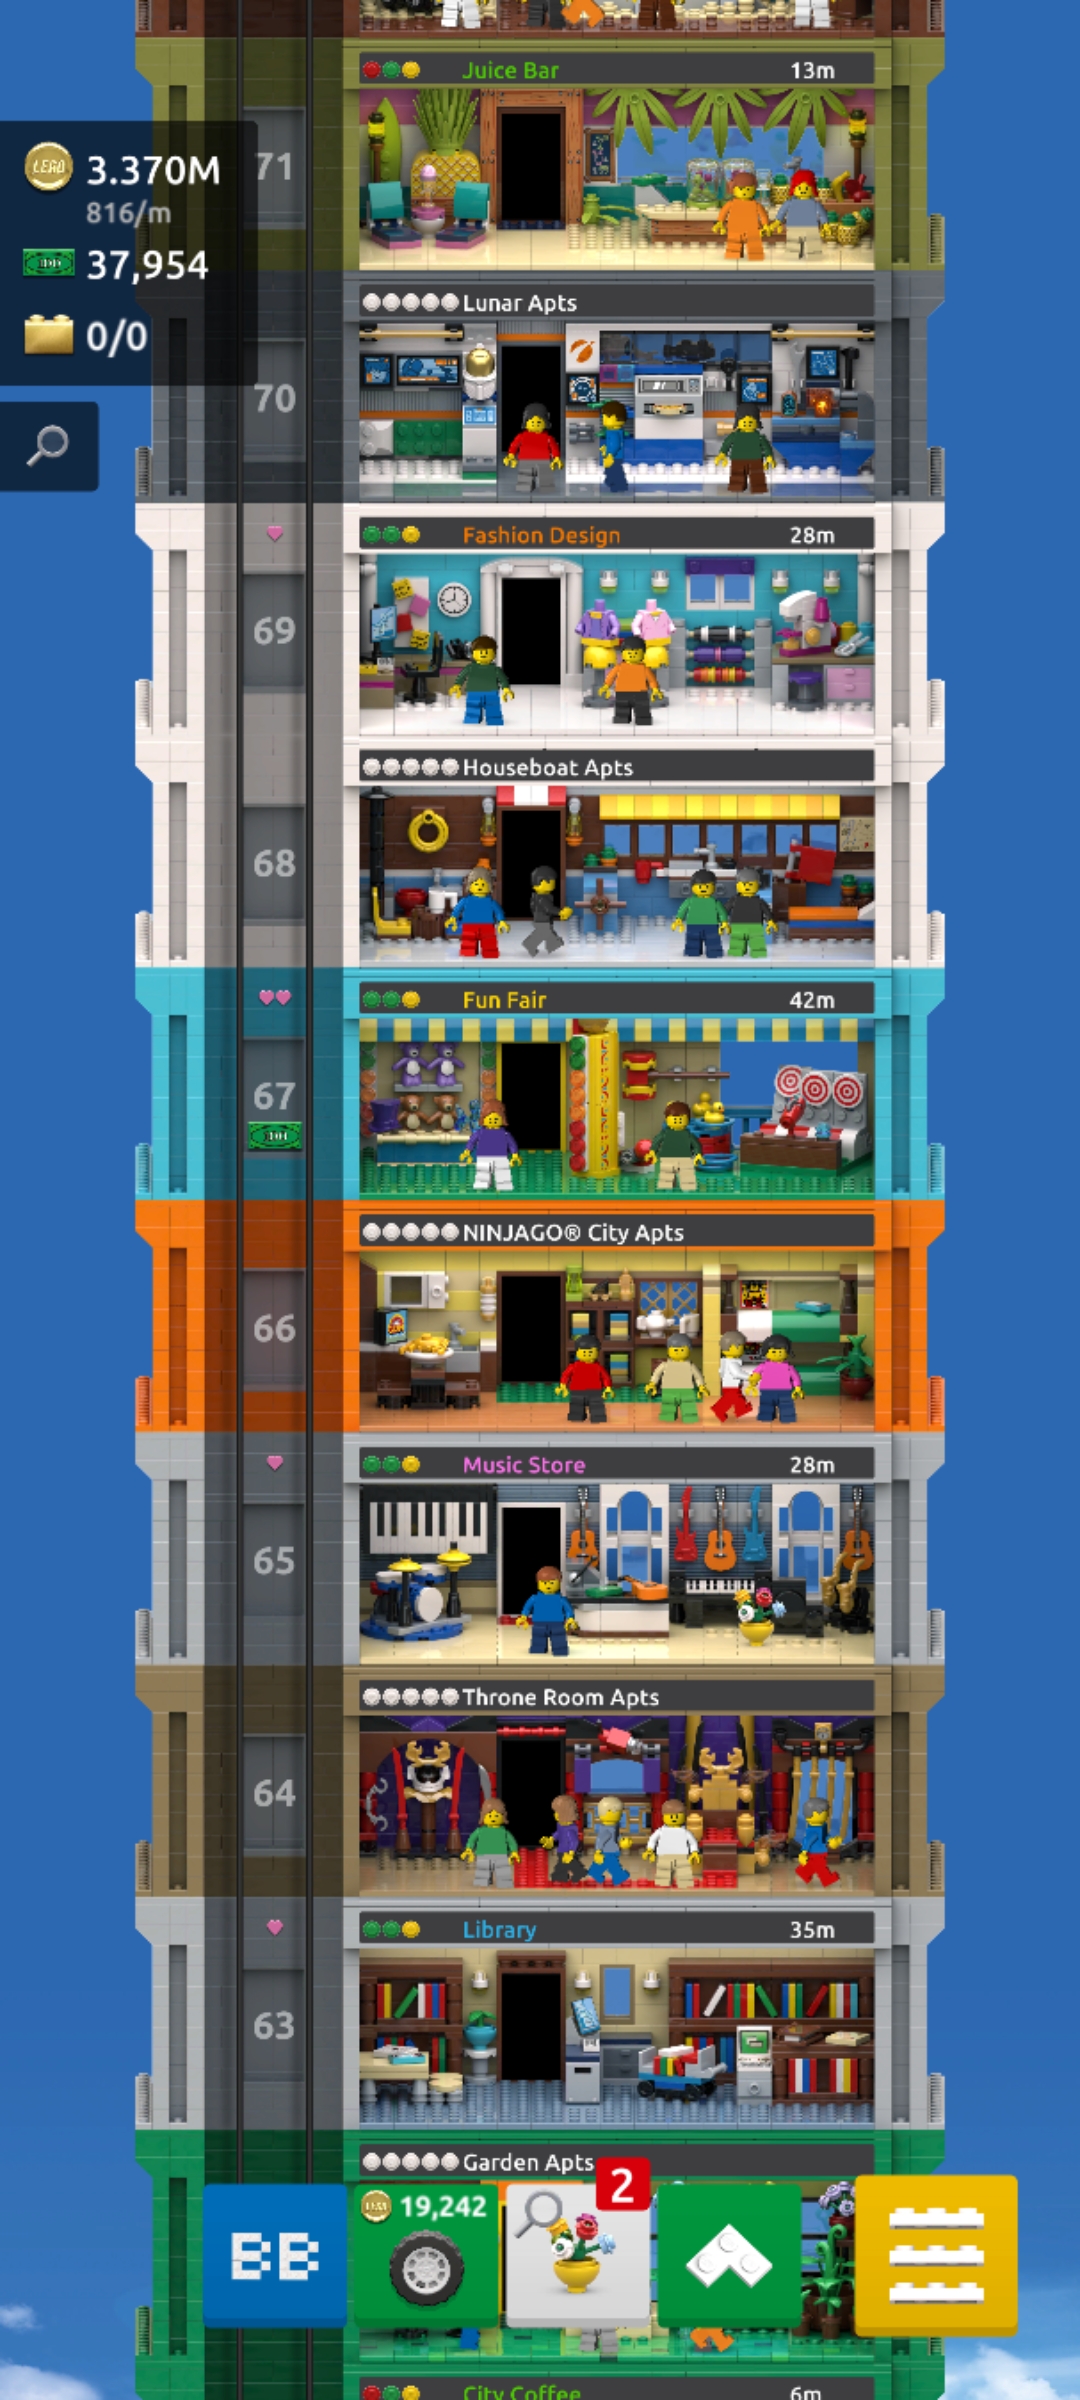 Juice Bar 13m
LEGO 3.370M
71
816/m
37,954
0/0
Lunar Apts
70
Fashion Design 28m
69
Houseboat Apts
68
Fun Fair 42m
67
NINJAGO® City Apts
66
Music Store 28m
65
Throne Room Apts
64
Library 35m
63
Garden Apts
2
BB
19,242
City Coffee 6m